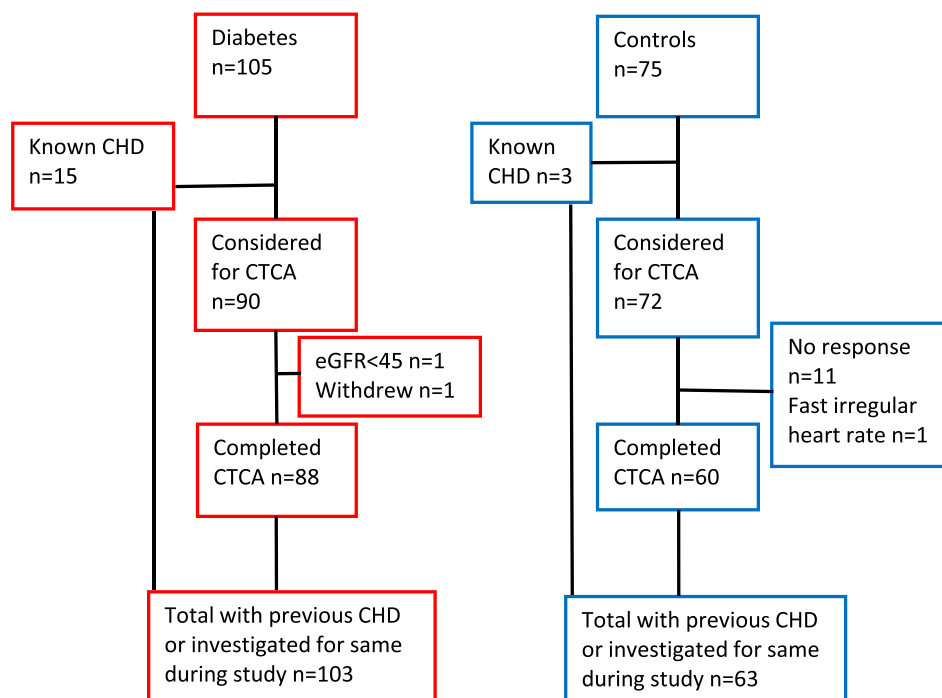 Diabetes
n=105
Known CHD
n=15
Considered
for CTCA
n=90
eGFR<45 n=1
Withdrew n=1
Completed
CTCA n=88
Total with previous CHD
or investigated for same
during study n=103
Controls
n=75
Known
CHD n=3
Considered
for CTCA
n=72
No response
n=11
Fast irregular
heart rate n=1
Completed
CTCA n=60
Total with previous CHD
or investigated for same
during study n=63